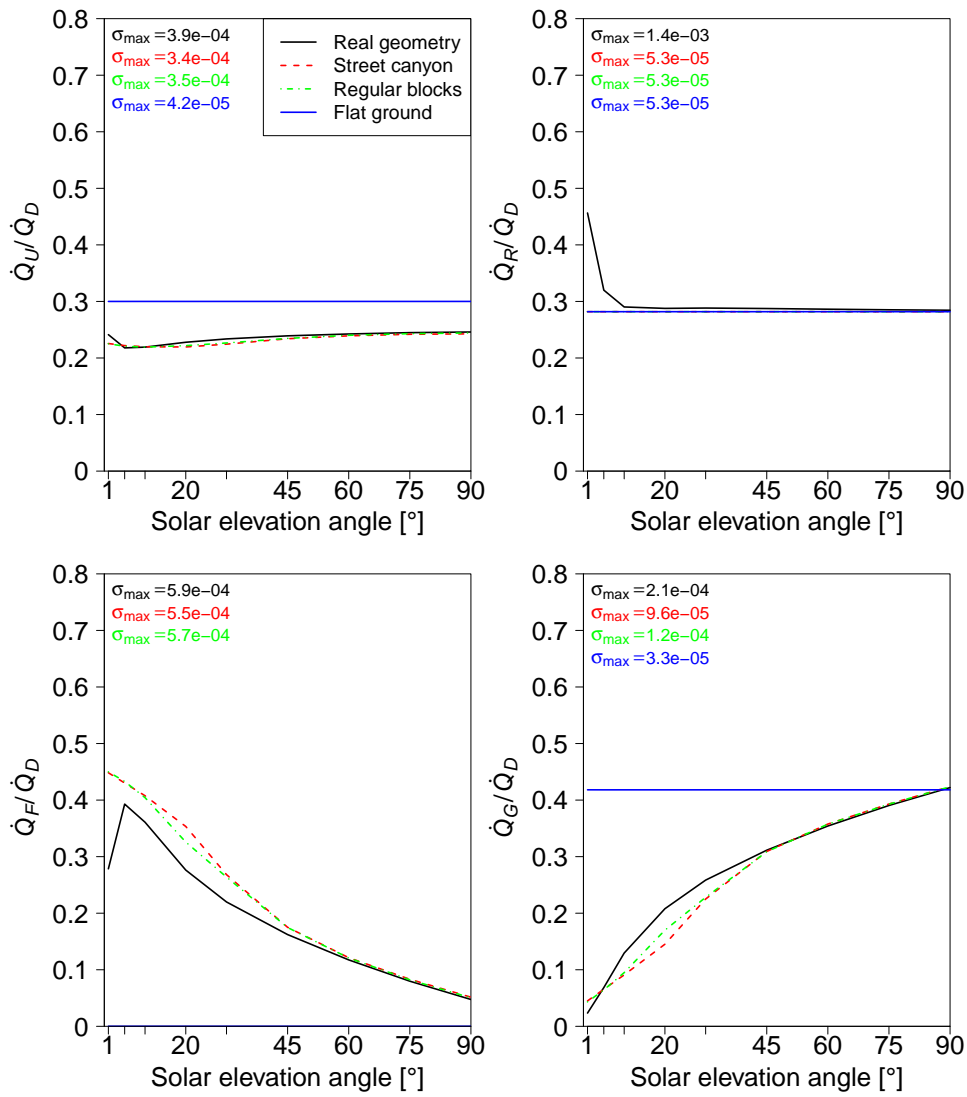 σmax=3.9e−04
σmax=3.4e−04
σmax=3.5e−04
σmax=4.2e−05
Real geometry
Street canyon
Regular blocks
Flat ground
0.8
0.7
0.6
0.5
0.4
0.3
0.2
0.1
0
Q̇U/Q̇D
1 20 45 60 75 90
Solar elevation angle [°]
σmax=1.4e−03
σmax=5.3e−05
σmax=5.3e−05
σmax=5.3e−05
0.8
0.7
0.6
0.5
0.4
0.3
0.2
0.1
0
Q̇R/Q̇D
1 20 45 60 75 90
Solar elevation angle [°]
σmax=5.9e−04
σmax=5.5e−04
σmax=5.7e−04
0.8
0.7
0.6
0.5
0.4
0.3
0.2
0.1
0
Q̇F/Q̇D
1 20 45 60 75 90
Solar elevation angle [°]
σmax=2.1e−04
σmax=9.6e−05
σmax=1.2e−04
σmax=3.3e−05
0.8
0.7
0.6
0.5
0.4
0.3
0.2
0.1
0
Q̇G/Q̇D
1 20 45 60 75 90
Solar elevation angle [°]